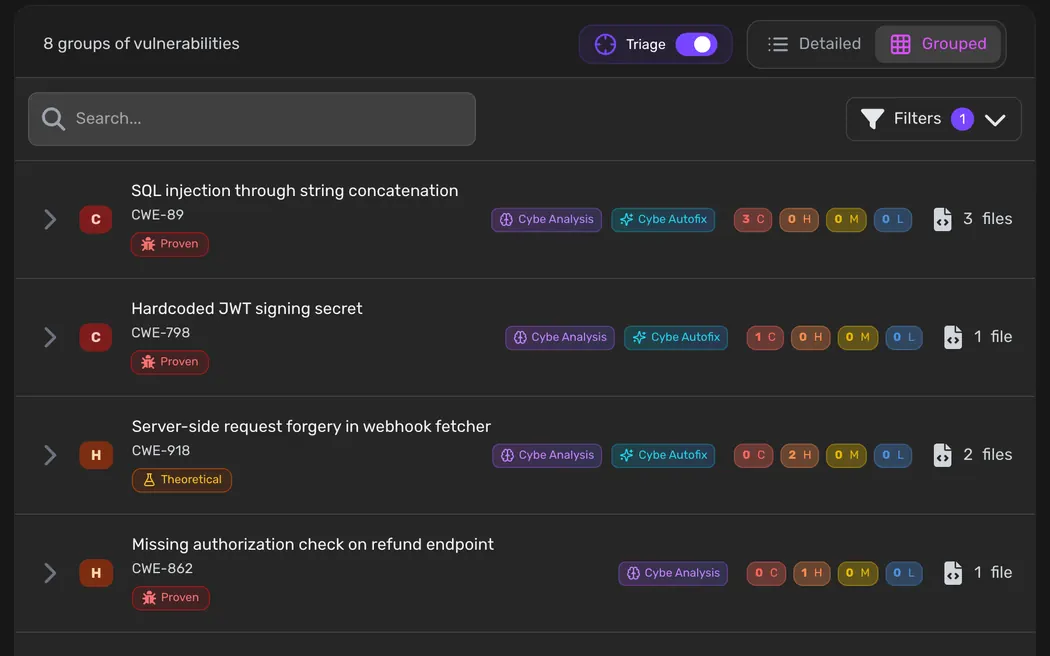 8 groups of vulnerabilities
Triage
Detailed
Grouped
Search...
Filters 1
C
SQL injection through string concatenation
CWE-89
Proven
Cybe Analysis
Cybe Autofix
3 C
0 H
0 M
0 L
3 files
C
Hardcoded JWT signing secret
CWE-798
Proven
Cybe Analysis
Cybe Autofix
1 C
0 H
0 M
0 L
1 file
H
Server-side request forgery in webhook fetcher
CWE-918
Theoretical
Cybe Analysis
Cybe Autofix
0 C
2 H
0 M
0 L
2 files
H
Missing authorization check on refund endpoint
CWE-862
Proven
Cybe Analysis
0 C
1 H
0 M
0 L
1 file